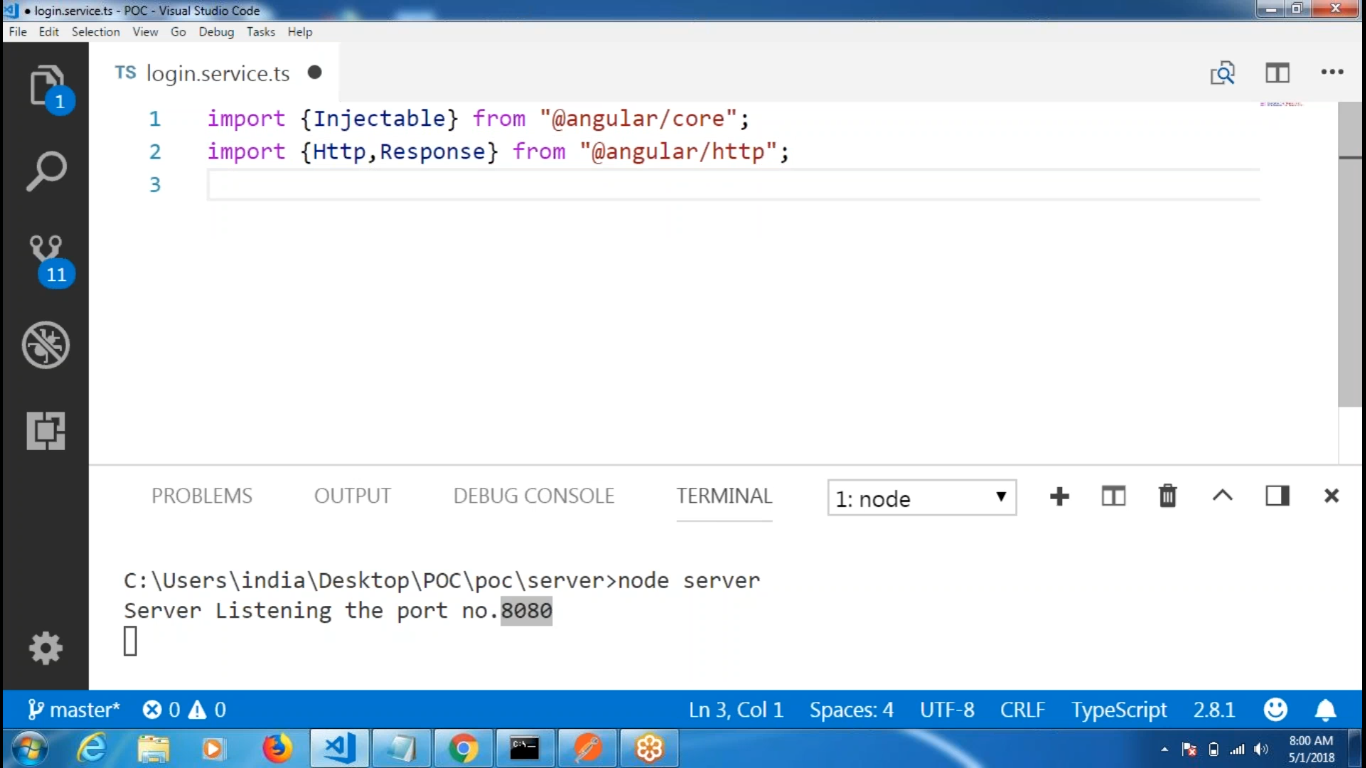 login.service.ts - POC - Visual Studio Code
File Edit Selection View Go Debug Tasks Help
TS login.service.ts
1 import {Injectable} from "@angular/core";
2 import {Http,Response} from "@angular/http";
3
1
11
PROBLEMS OUTPUT DEBUG CONSOLE TERMINAL 1: node
C:\Users\india\Desktop\POC\poc\server>node server
Server Listening the port no.8080
master* 0 0 Ln 3, Col 1 Spaces: 4 UTF-8 CRLF TypeScript 2.8.1
8:00 AM
5/1/2018